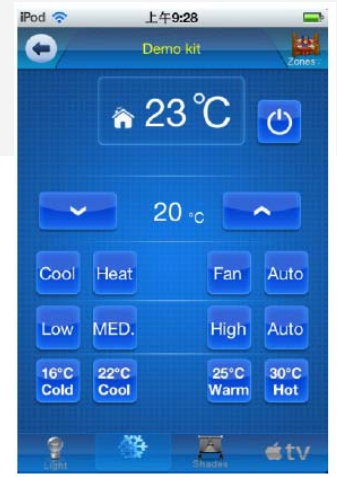 iPod 上午9:28
Demo kit
Zones
23℃
20 °C
Cool Heat Fan Auto
Low MED. High Auto
16°C 22°C 25°C 30°C
Cold Cool Warm Hot
Light Shades tv